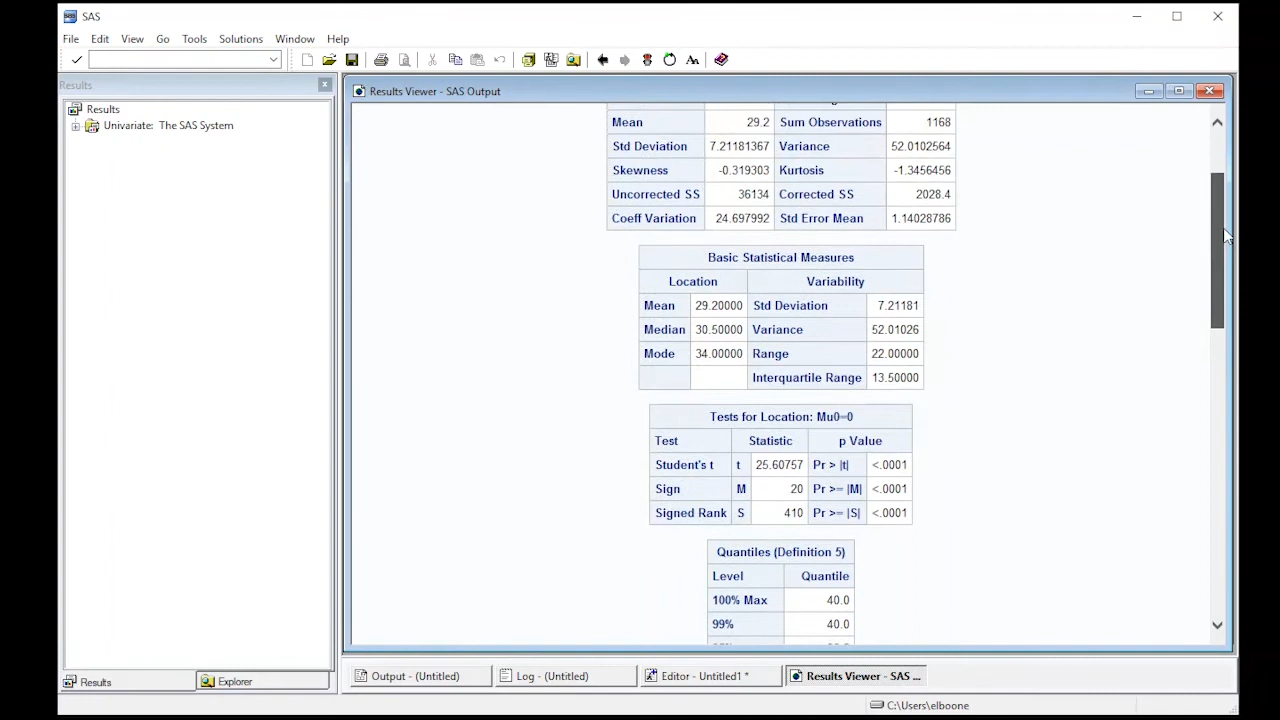 SAS
File Edit View Go Tools Solutions Window Help
Results
Results
Univariate: The SAS System
Results
Explorer
Results Viewer - SAS Output
Mean 29.2 Sum Observations 1168
Std Deviation 7.21181367 Variance 52.0102564
Skewness -0.319303 Kurtosis -1.3456456
Uncorrected SS 36134 Corrected SS 2028.4
Coeff Variation 24.697992 Std Error Mean 1.14028786
Basic Statistical Measures
Location Variability
Mean 29.20000 Std Deviation 7.21181
Median 30.50000 Variance 52.01026
Mode 34.00000 Range 22.00000
Interquartile Range 13.50000
Tests for Location: Mu0=0
Test Statistic p Value
Student's t t 25.60757 Pr > |t| <.0001
Sign M 20 Pr >= |M| <.0001
Signed Rank S 410 Pr >= |S| <.0001
Quantiles (Definition 5)
Level Quantile
100% Max 40.0
99% 40.0
Output - (Untitled) Log - (Untitled) Editor - Untitled1 * Results Viewer - SAS ...
C:\Users\elboone